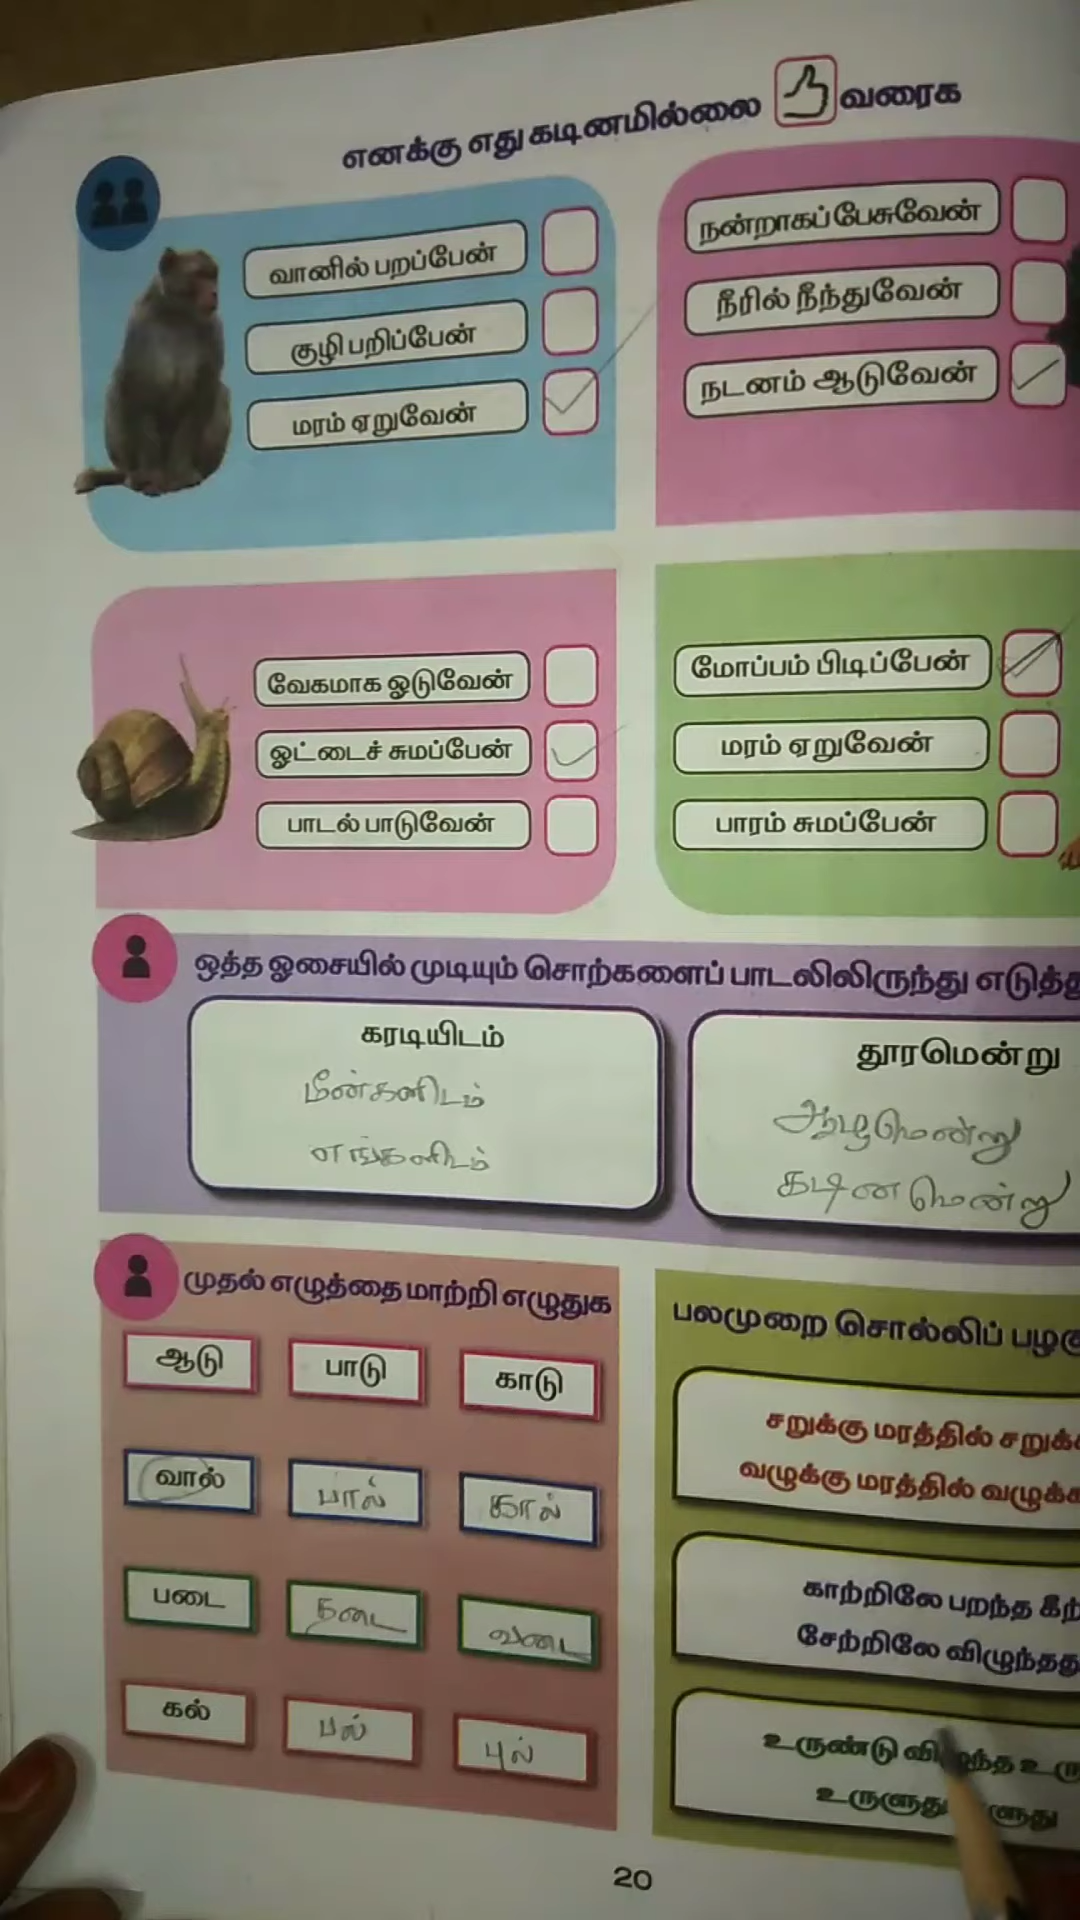 எனக்கு எது கடினமில்லை வரைக
வானில் பறப்பேன்
குழி பறிப்பேன்
மரம் ஏறுவேன்
நன்றாகப் பேசுவேன்
நீரில் நீந்துவேன்
நடனம் ஆடுவேன்
வேகமாக ஓடுவேன்
ஓட்டைச் சுமப்பேன்
பாடல் பாடுவேன்
மோப்பம் பிடிப்பேன்
மரம் ஏறுவேன்
பாரம் சுமப்பேன்
ஒத்த ஓசையில் முடியும் சொற்களைப் பாடலிலிருந்து
கரடியிடம்
மீன்களிடம்
எங்களிடம்
தூரமென்று
ஆழமென்று
கடினமென்று
முதல் எழுத்தை மாற்றி எழுதுக
ஆடு பாடு காடு
வால் பால் கால்
படை நடை வடை
கல் பல் புல்
பலமுறை சொல்லிப்
சறுக்கு மரத்தில்
வழுக்கு மரத்தில்
காற்றிலே பறந்த
சேற்றிலே விழுந்தது
உருண்டு
20